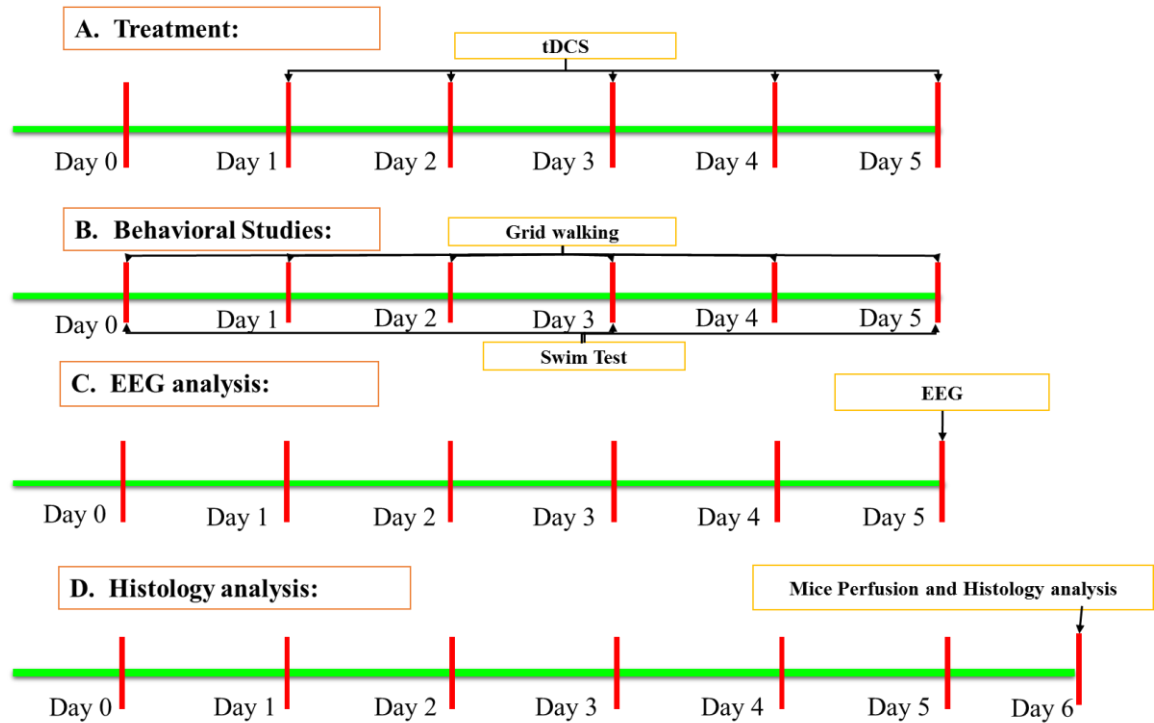 A. Treatment:
tDCS
Day 0 Day 1 Day 2 Day 3 Day 4 Day 5
B. Behavioral Studies:
Grid walking
Day 0 Day 1 Day 2 Day 3 Day 4 Day 5
Swim Test
C. EEG analysis:
EEG
Day 0 Day 1 Day 2 Day 3 Day 4 Day 5
D. Histology analysis:
Mice Perfusion and Histology analysis
Day 0 Day 1 Day 2 Day 3 Day 4 Day 5 Day 6